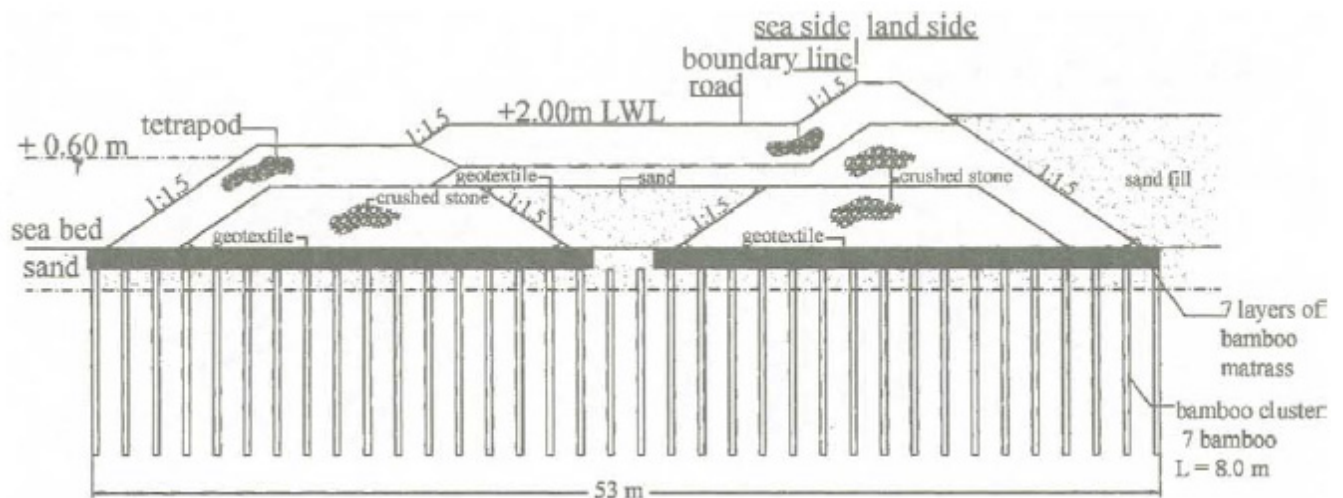 sea side land side
boundary line
road
1:1.5
+2.00m LWL
1:1.5
tetrapod
+ 0.60 m
1:1.5
geotextile
sand
crushed stone
1:1.5
sand fill
crushed stone
1:1.5
1:1.5
sea bed
geotextile
geotextile
sand
7 layers of
bamboo
matrass
bamboo cluster
7 bamboo
L = 8.0 m
53 m